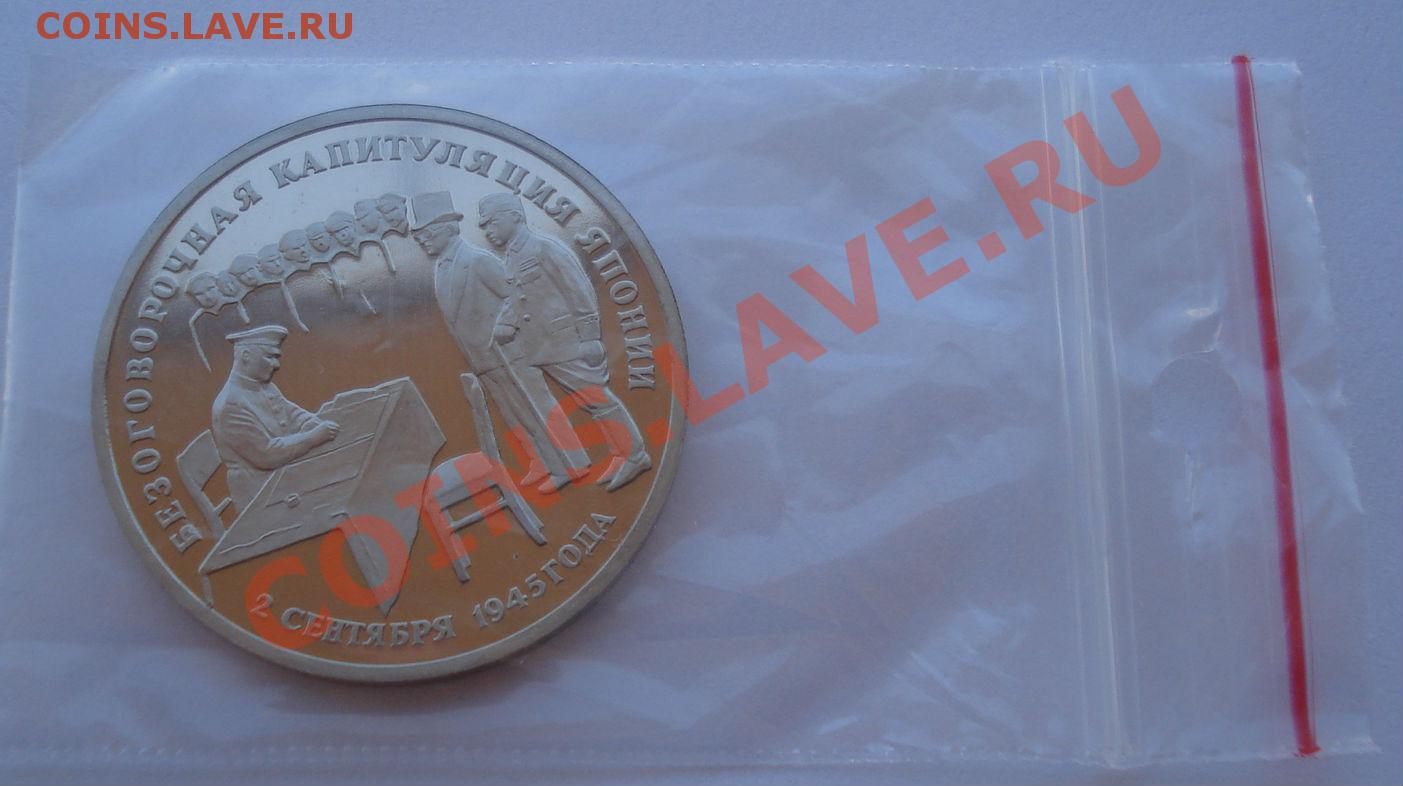 COINS.LAVE.RU
БЕЗОГОВОРОЧНАЯ КАПИТУЛЯЦИЯ ЯПОНИИ
2 СЕНТЯБРЯ 1945 ГОДА
COINS.LAVE.RU